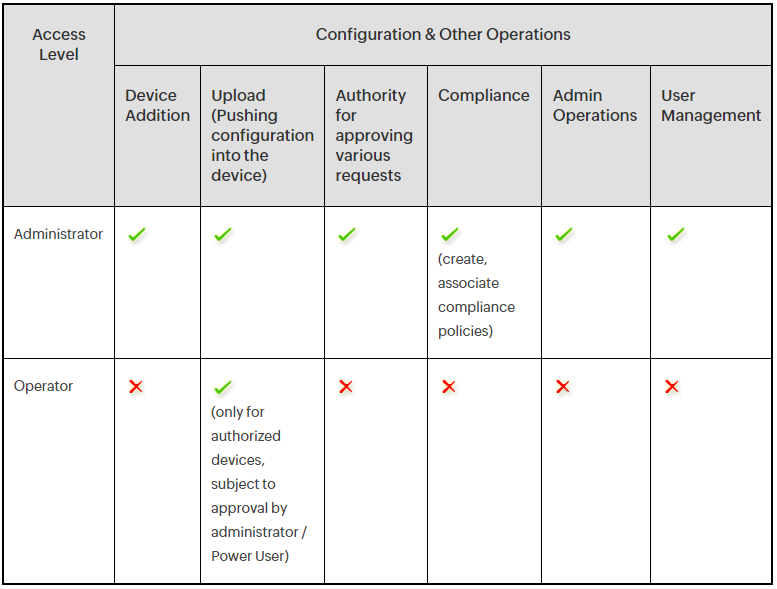 Access
Level
Configuration & Other Operations
Device
Addition
Upload
(Pushing
configuration
into the
device)
Authority
for
approving
various
requests
Compliance
Admin
Operations
User
Management
Administrator
(create,
associate
compliance
policies)
Operator
(only for
authorized
devices,
subject to
approval by
administrator /
Power User)